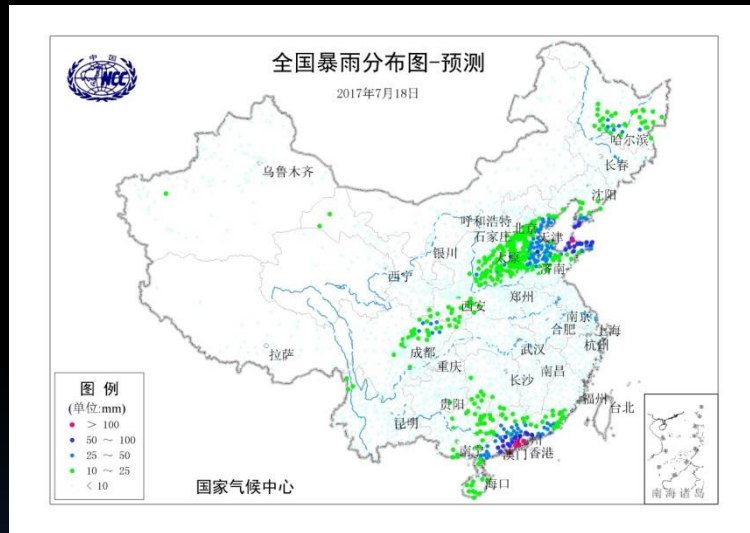 中国
NCC
全国暴雨分布图-预测
2017年7月18日
哈尔滨
长春
乌鲁木齐
沈阳
呼和浩特
北京
石家庄
天津
银川
太原
济南
西宁
西安
郑州
南京
合肥
上海
成都
武汉
杭州
拉萨
重庆
南昌
长沙
贵阳
福州
台北
昆明
南宁
澳门
香港
海口
图 例
(单位:mm)
> 100
50 ~ 100
25 ~ 50
10 ~ 25
< 10
国家气候中心
南海诸岛